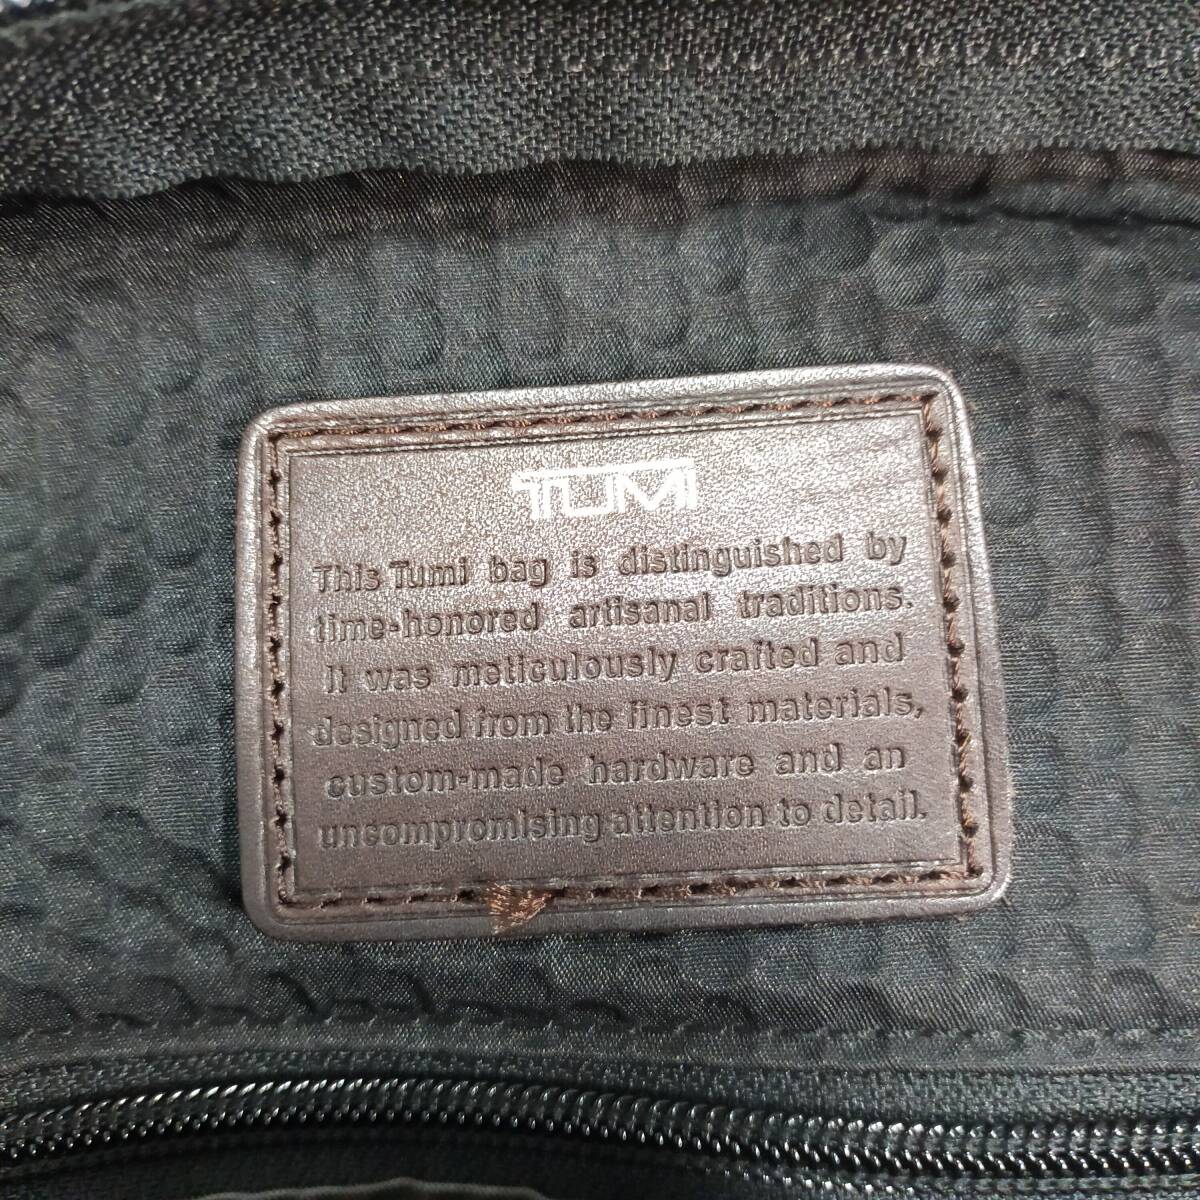 TUMI
This Tumi bag is distinguished by
time-honored artisanal traditions.
It was meticulously crafted and
designed from the finest materials,
custom-made hardware and an
uncompromising attention to detail.